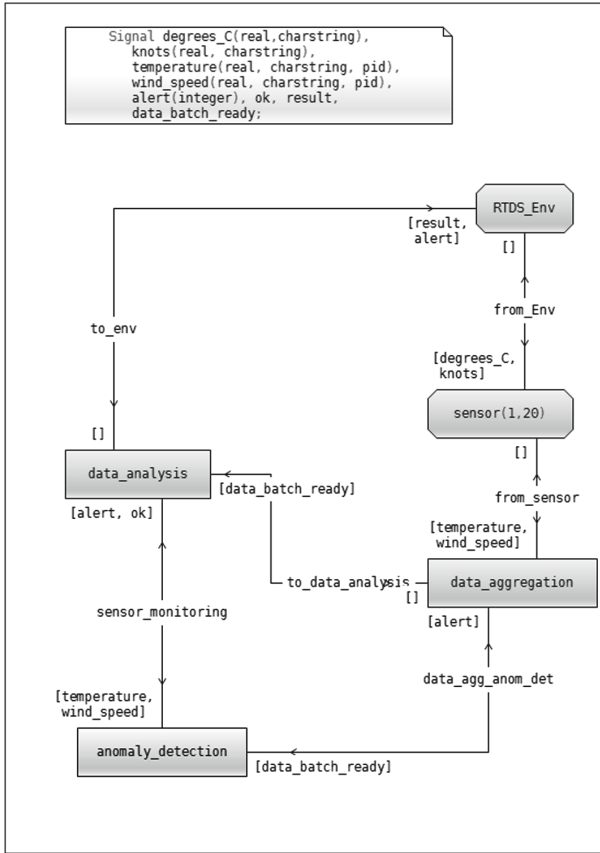 Signal degrees_C(real,charstring),
knots(real, charstring),
temperature(real, charstring, pid),
wind_speed(real, charstring, pid),
alert(integer), ok, result,
data_batch_ready;
RTDS_Env
[result,
alert]
[]
from_Env
to_env
[degrees_C,
knots]
sensor(1,20)
[]
[]
data_analysis
[data_batch_ready]
from_sensor
[alert, ok]
[temperature,
wind_speed]
to_data_analysis
data_aggregation
[]
sensor_monitoring
[alert]
data_agg_anom_det
[temperature,
wind_speed]
anomaly_detection
[data_batch_ready]